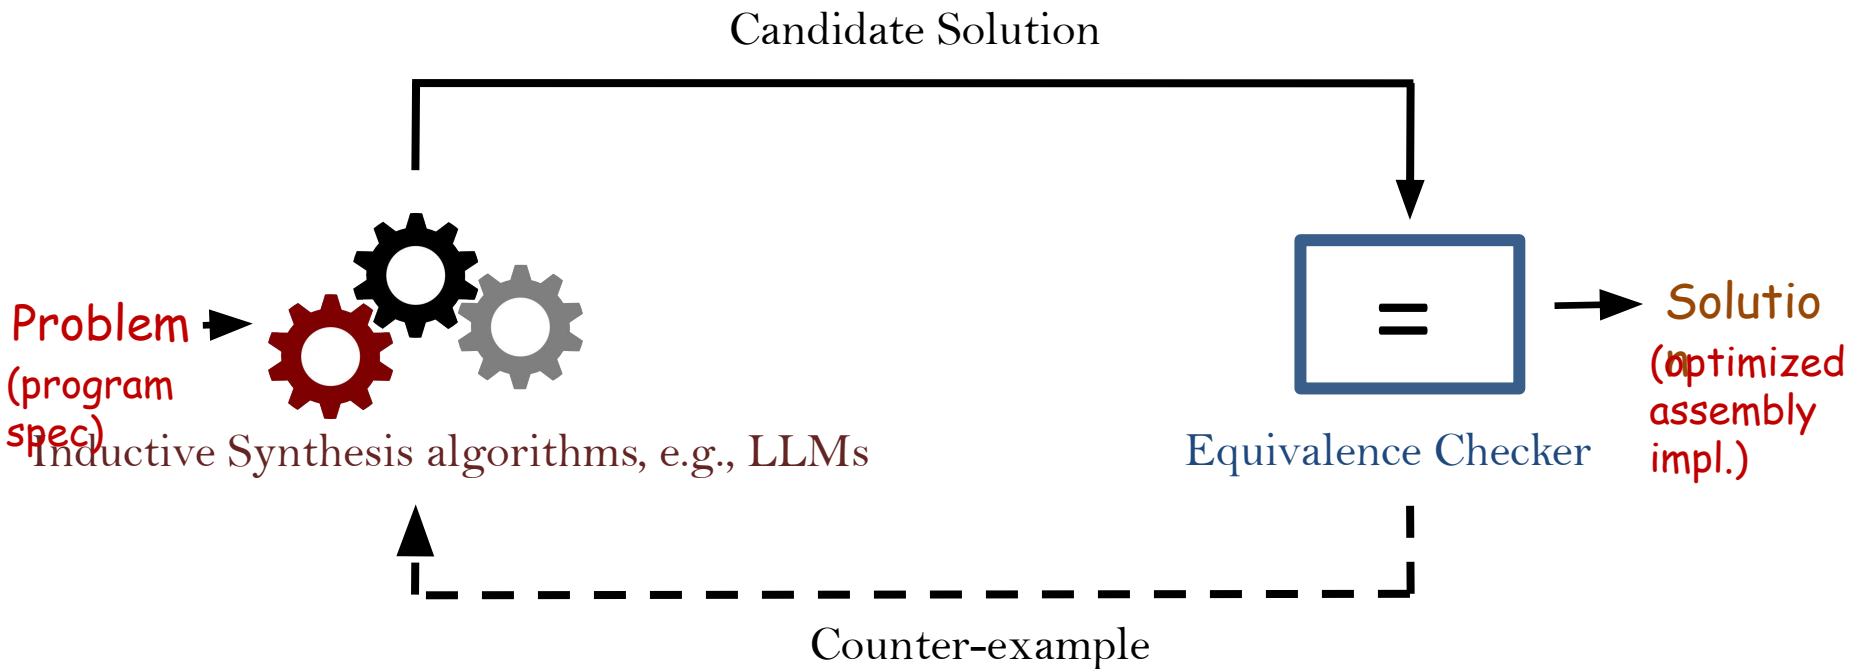 Candidate Solution
Problem
(program
spec)
Inductive Synthesis algorithms, e.g., LLMs
=
Equivalence Checker
Solutio
n
(optimized
assembly
impl.)
Counter-example